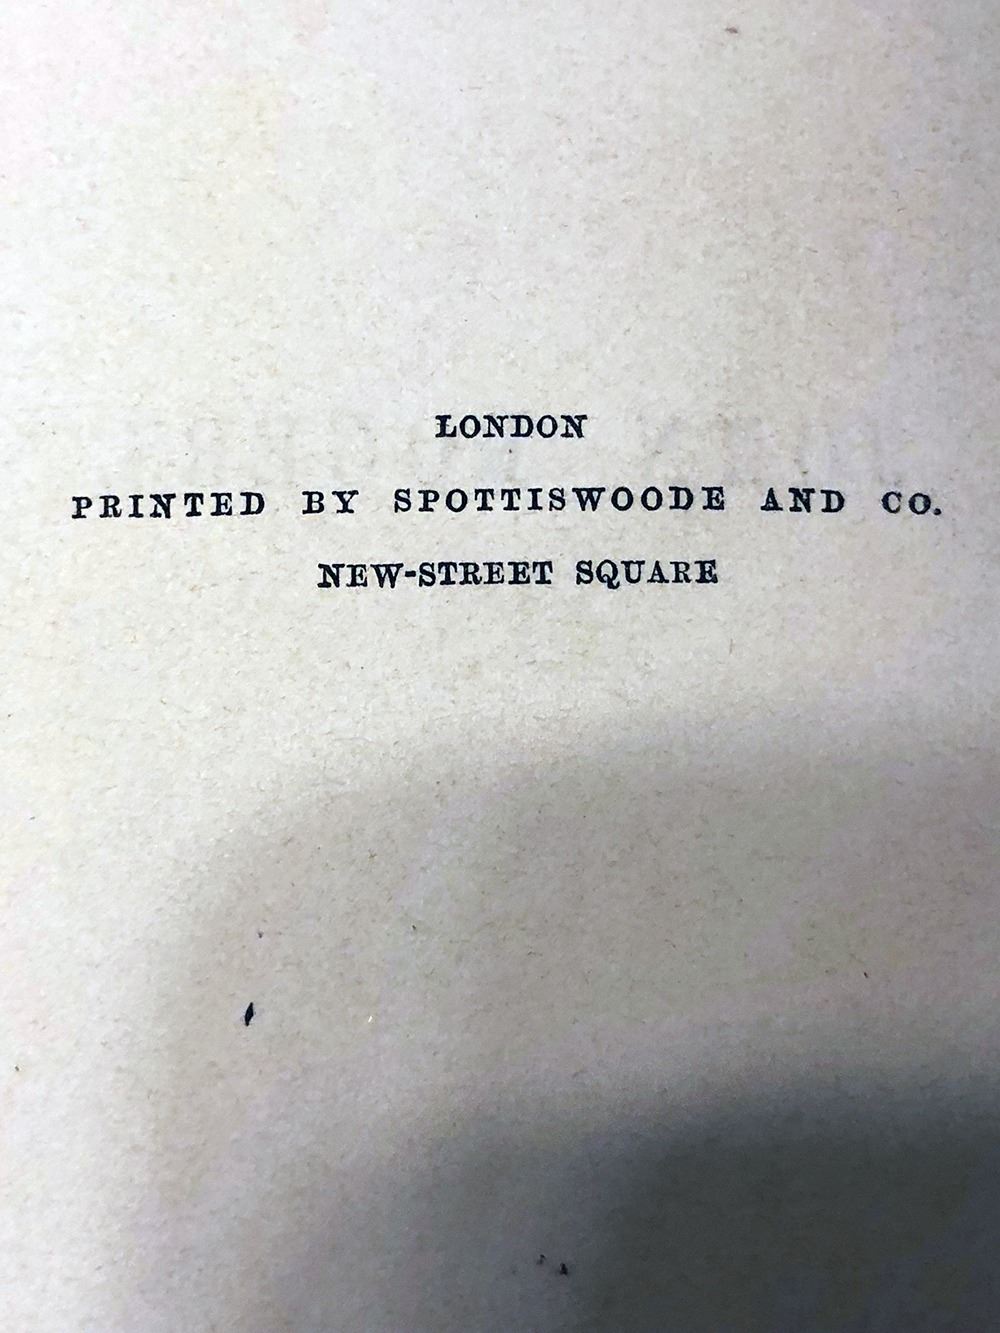 LONDON
PRINTED BY SPOTTISWOODE AND CO.
NEW-STREET SQUARE